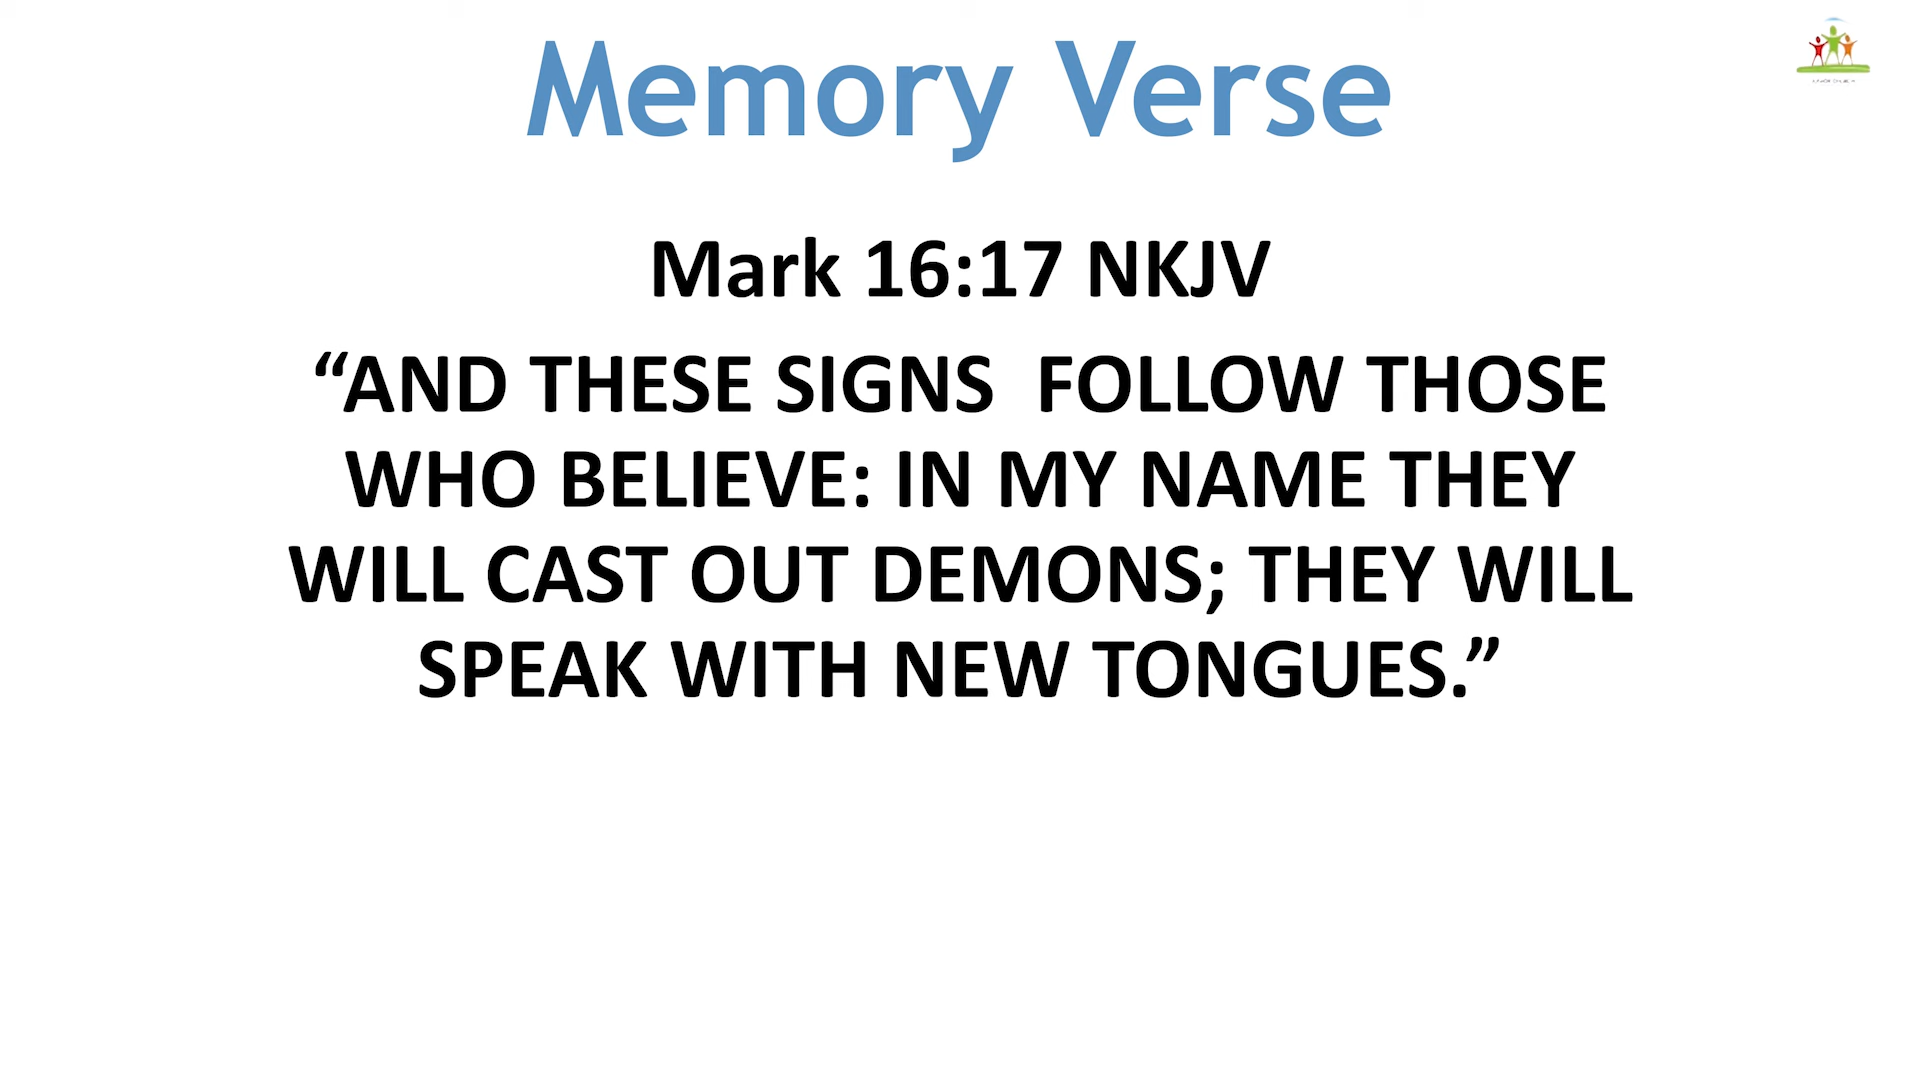 Memory Verse
Mark 16:17 NKJV
“AND THESE SIGNS  FOLLOW THOSE
WHO BELIEVE: IN MY NAME THEY
WILL CAST OUT DEMONS; THEY WILL
SPEAK WITH NEW TONGUES.”